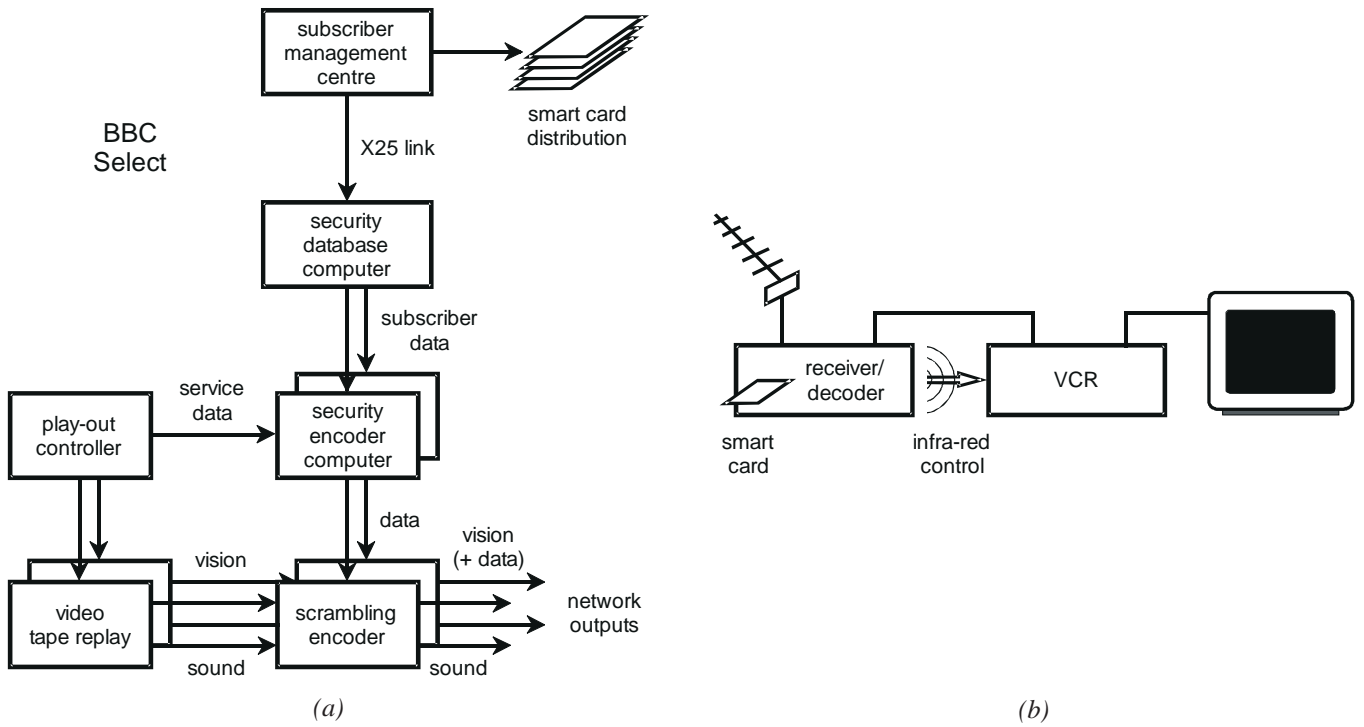 subscriber
management
centre
smart card
distribution
BBC
Select
X25 link
security
database
computer
subscriber
data
service
data
play-out
controller
security
encoder
computer
data
vision
vision
(+ data)
video
tape replay
scrambling
encoder
network
outputs
sound
sound
(a)
receiver/
decoder
VCR
smart
card
infra-red
control
(b)